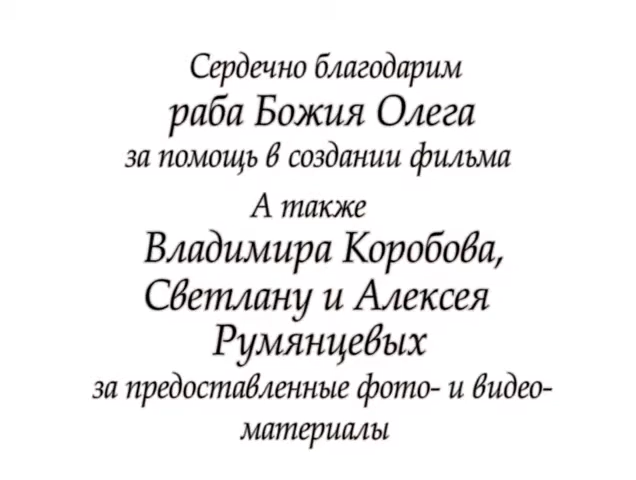 Сердечно благодарим
раба Божия Олега
за помощь в создании фильма
А также
Владимира Коробова,
Светлану и Алексея
Румянцевых
за предоставленные фото- и видео-
материалы